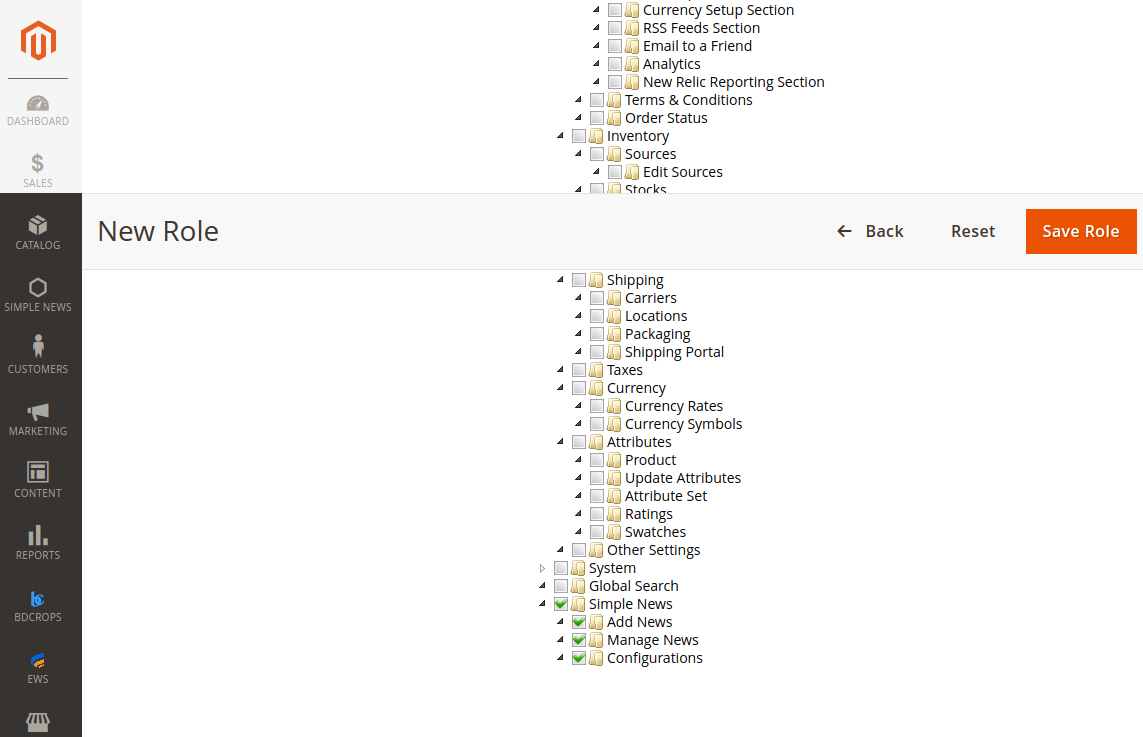 Currency Setup Section
RSS Feeds Section
Email to a Friend
Analytics
New Relic Reporting Section
Terms & Conditions
Order Status
Inventory
Sources
Edit Sources
Stocks
DASHBOARD
$
SALES
New Role
Back
Reset
Save Role
CATALOG
SIMPLE NEWS
CUSTOMERS
MARKETING
CONTENT
REPORTS
BDCROPS
EWS
Shipping
Carriers
Locations
Packaging
Shipping Portal
Taxes
Currency
Currency Rates
Currency Symbols
Attributes
Product
Update Attributes
Attribute Set
Ratings
Swatches
Other Settings
System
Global Search
Simple News
Add News
Manage News
Configurations